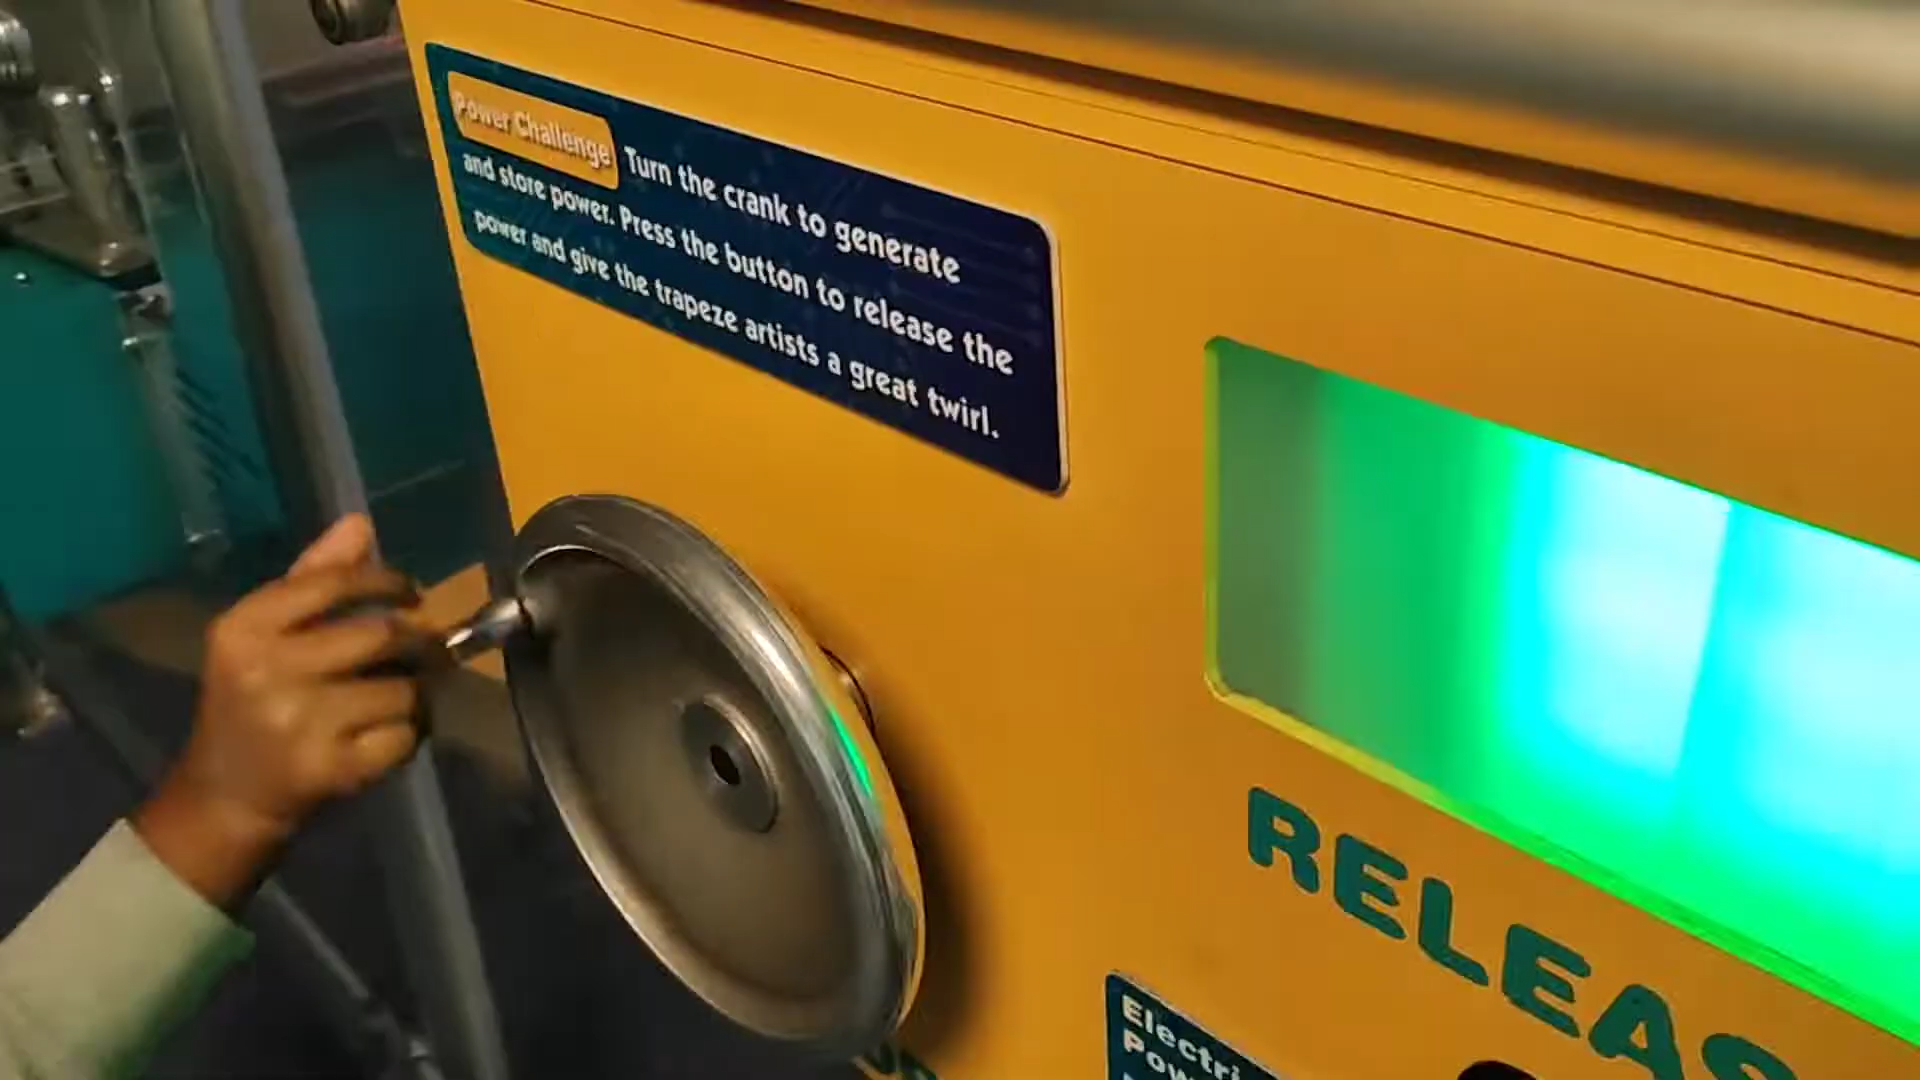 Power Challenge Turn the crank to generate
and store power. Press the button to release the
power and give the trapeze artists a great twirl.
RELEAS
Electri
Pow